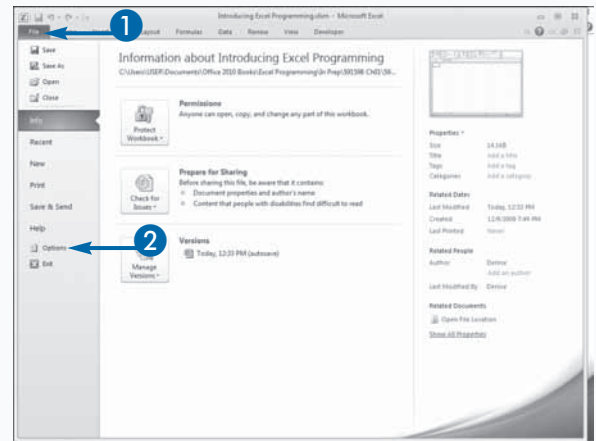 Introducing Excel Programming.xlsm - Microsoft Excel
File
Layout
Formulas
Data
Review
View
Developer
1
Save
Save As
Open
Close
Info
Recent
New
Print
Save & Send
Help
Options
2
Exit
Information about Introducing Excel Programming
Permissions
Anyone can open, copy, and change any part of this workbook.
Protect
Workbook
Prepare for Sharing
Before sharing this file, be aware that it contains:
Document properties and author's name
Content that people with disabilities find difficult to read
Check for
Issues
Versions
Today, 12:33 PM (autosave)
Manage
Versions
Properties
Size
Title
Add a title
Tags
Add a tag
Categories
Add a category
Related Dates
Last Modified
Today, 12:33 PM
Created
Last Printed
Never
Related People
Author
Denise
Add an author
Last Modified By
Denise
Related Documents
Open File Location
Show All Properties